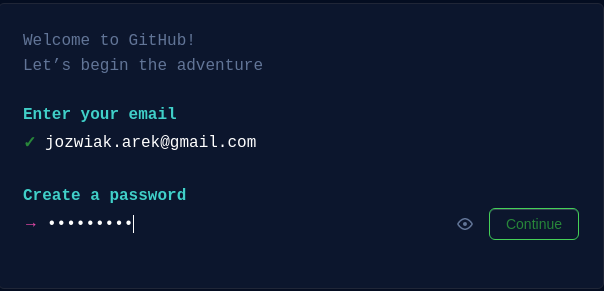 Welcome to GitHub!
Let’s begin the adventure
Enter your email
✓ jozwiak.arek@gmail.com
Create a password
→ •••••••••
Continue